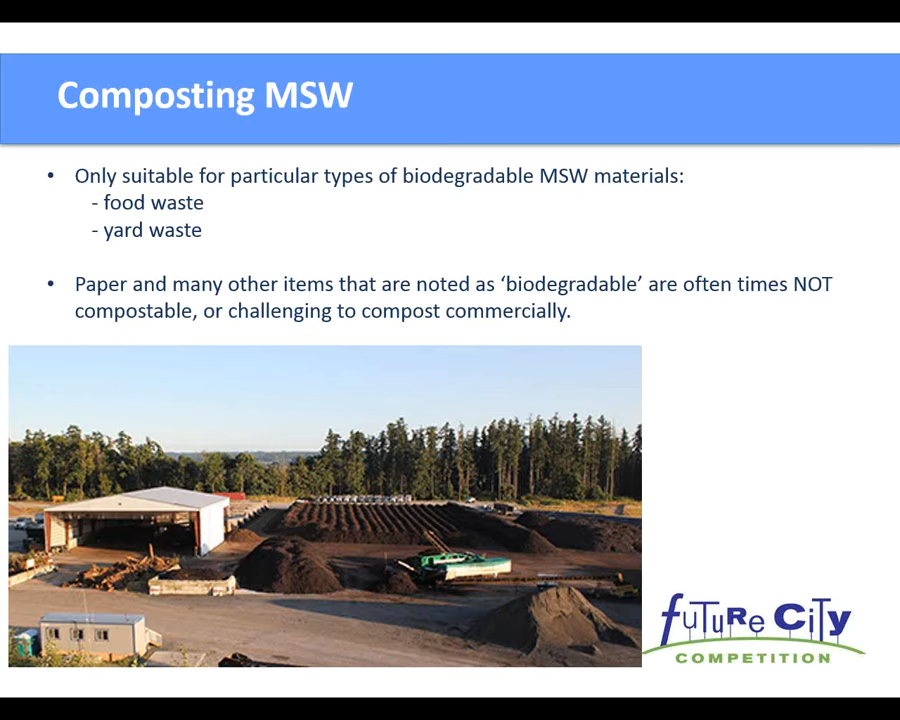 Composting MSW
• Only suitable for particular types of biodegradable MSW materials:
- food waste
- yard waste
• Paper and many other items that are noted as ‘biodegradable’ are often times NOT
compostable, or challenging to compost commercially.
fuTuRe CiTy
COMPETITION